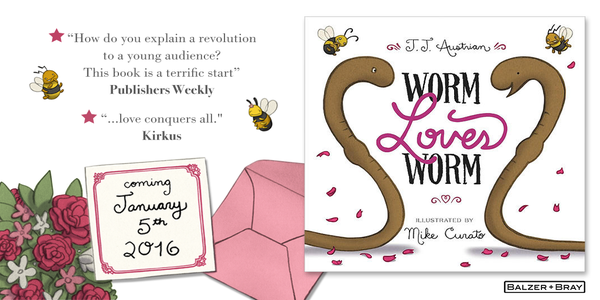 “How do you explain a revolution
to a young audience?
This book is a terrific start”
Publishers Weekly
“...love conquers all."
Kirkus
coming
January
5th
2016
J.J. Austrian
WORM
Loves
WORM
ILLUSTRATED BY
Mike Curato
BALZER + BRAY